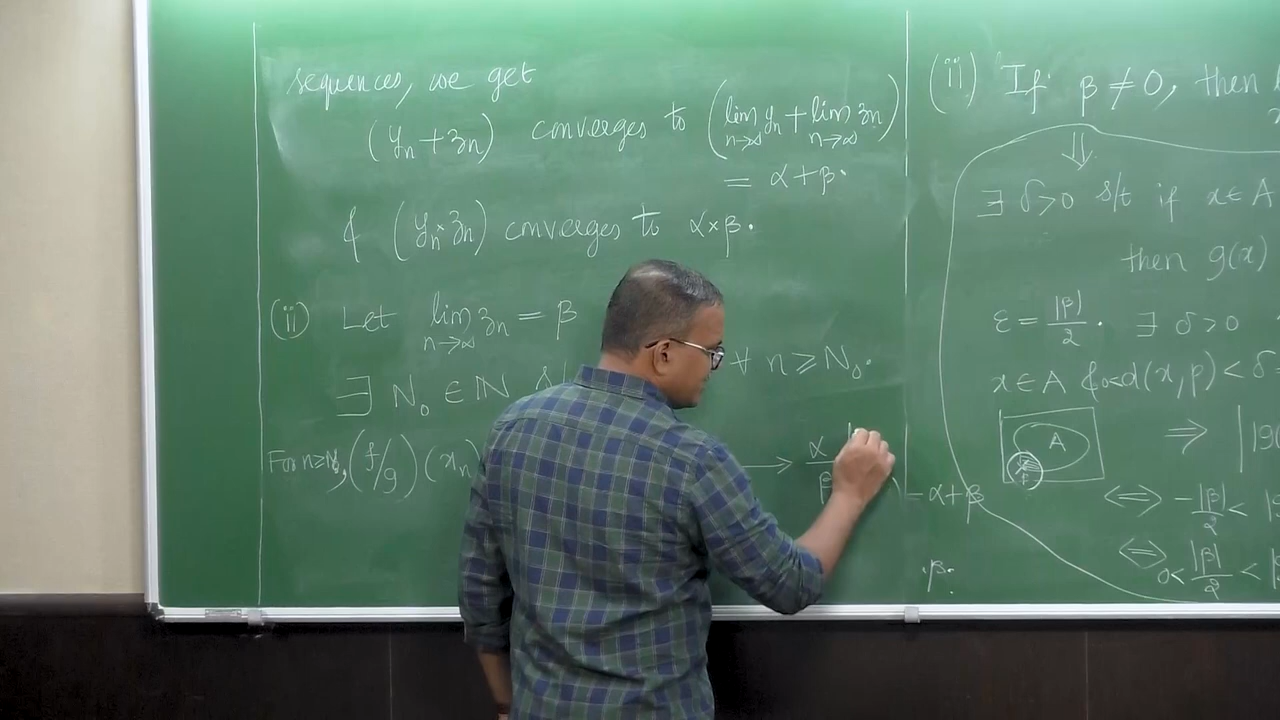 sequences, we get
(yₙ + zₙ) converges to (lim yₙ + lim zₙ)
n→∞ n→∞
= α+β.
& (yₙ × zₙ) converges to α×β.
(ii) Let lim zₙ = β
n→∞
∃ N₀ ∈ ℕ ∀ n ≥ N₀.
For n≥N₀, (f/g)(xₙ) → α
β
- α+β
β.
(ii) If β ≠ 0, then
⇓
∃ δ>0 s/t if x∈A
then g(x)
ε = |β|/2 . ∃ δ>0
x∈A & 0<d(x,p)<δ
A
⇒ |g(
⇔ -|β|/2 <
⇔ 0<|β|/2 <